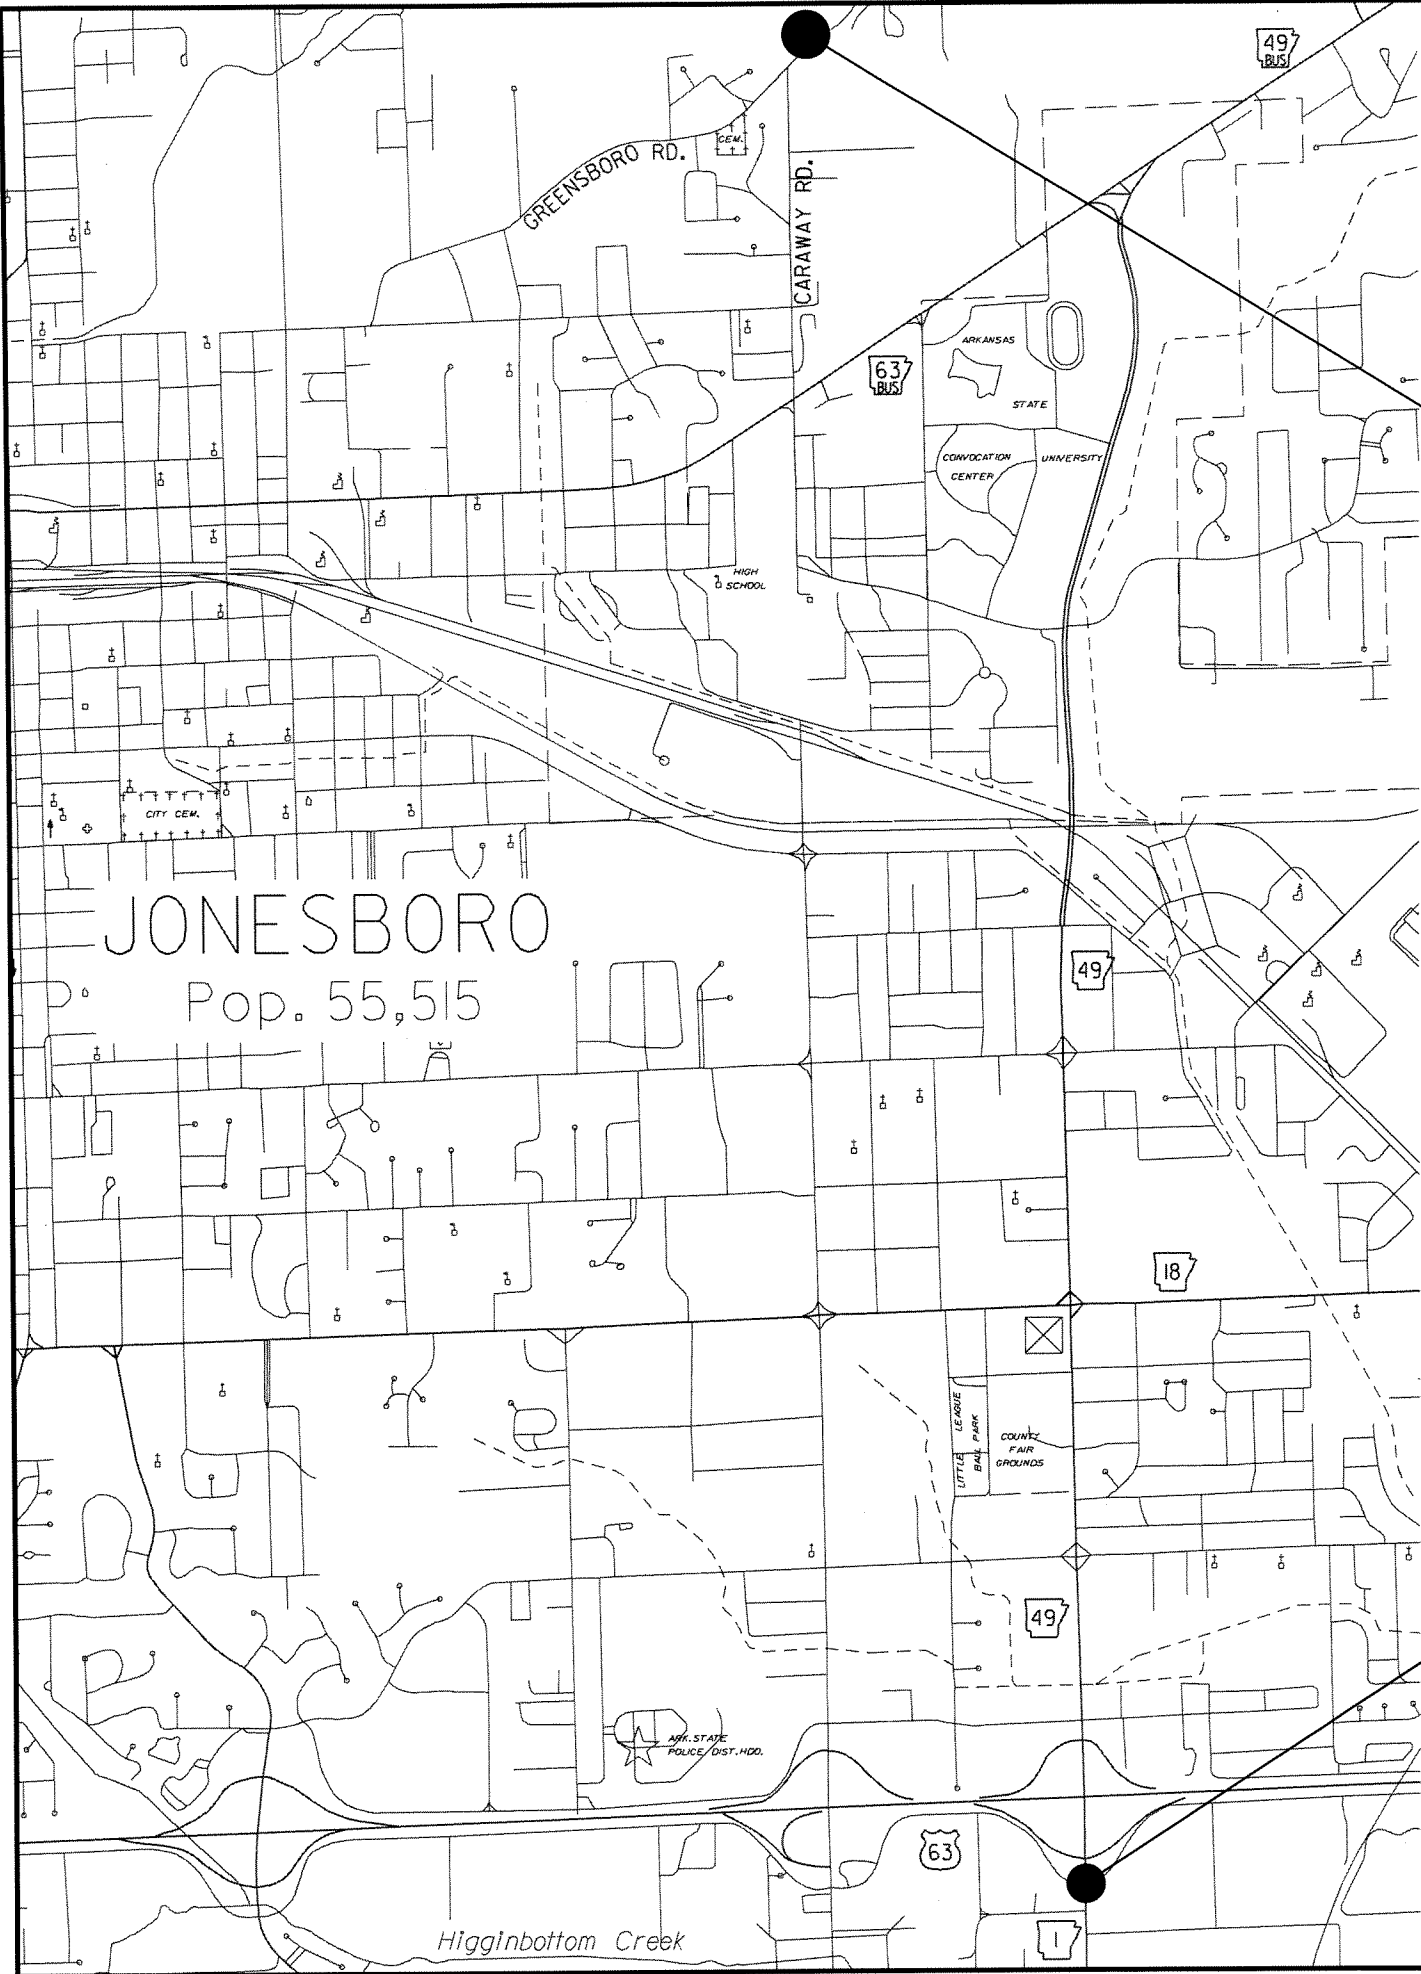 49
BUS
GREENSBORO RD.
CEM.
CARAWAY RD.
63
BUS
ARKANSAS
STATE
UNIVERSITY
CONVOCATION
CENTER
HIGH
SCHOOL
CITY CEM.
JONESBORO
Pop. 55,515
49
18
LITTLE LEAGUE
BALL PARK
COUNTY
FAIR
GROUNDS
49
ARK. STATE
POLICE DIST. HDQ.
63
Higginbottom Creek
1